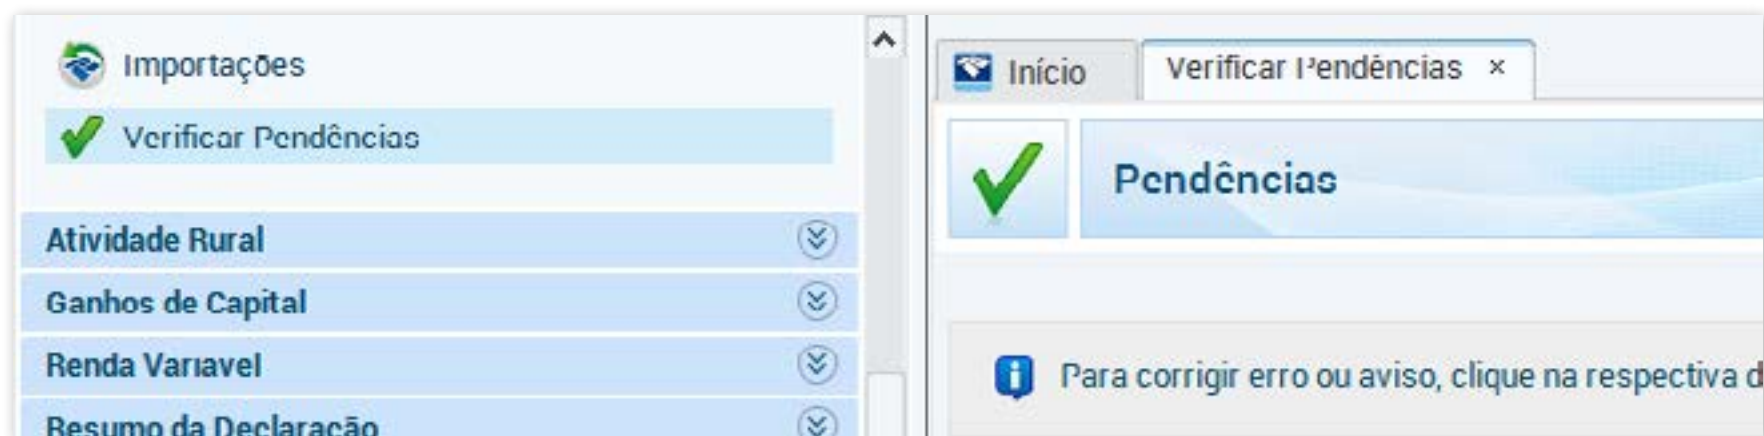 Importações
Verificar Pendências
Atividade Rural
Ganhos de Capital
Renda Variavel
Resumo da Declaração
Início
Verificar Pendências ×
Pendências
Para corrigir erro ou aviso, clique na respectiva d